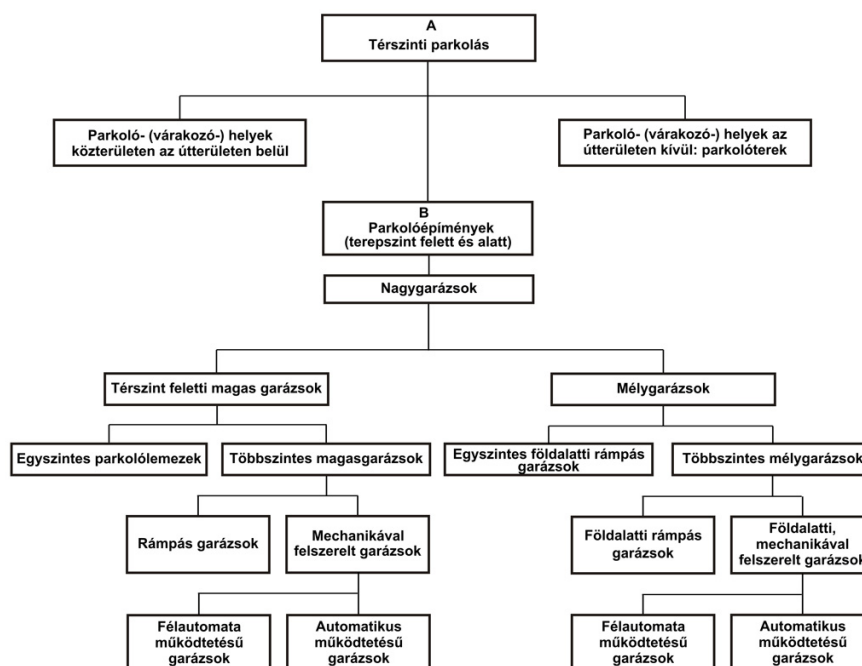 A
Térszinti parkolás
Parkoló- (várakozó-) helyek
közterületen az útterületen belül
Parkoló- (várakozó-) helyek az
útterületen kívül: parkolóterek
B
Parkolóépímények
(terepszint felett és alatt)
Nagygarázsok
Térszint feletti magas garázsok
Mélygarázsok
Egyszintes parkolólemezek
Többszintes magasgarázsok
Egyszintes földalatti rámpás
garázsok
Többszintes mélygarázsok
Rámpás garázsok
Mechanikával
felszerelt garázsok
Földalatti rámpás
garázsok
Földalatti,
mechanikával
felszerelt garázsok
Félautomata
működtetésű
garázsok
Automatikus
működtetésű
garázsok
Félautomata
működtetésű
garázsok
Automatikus
működtetésű
garázsok